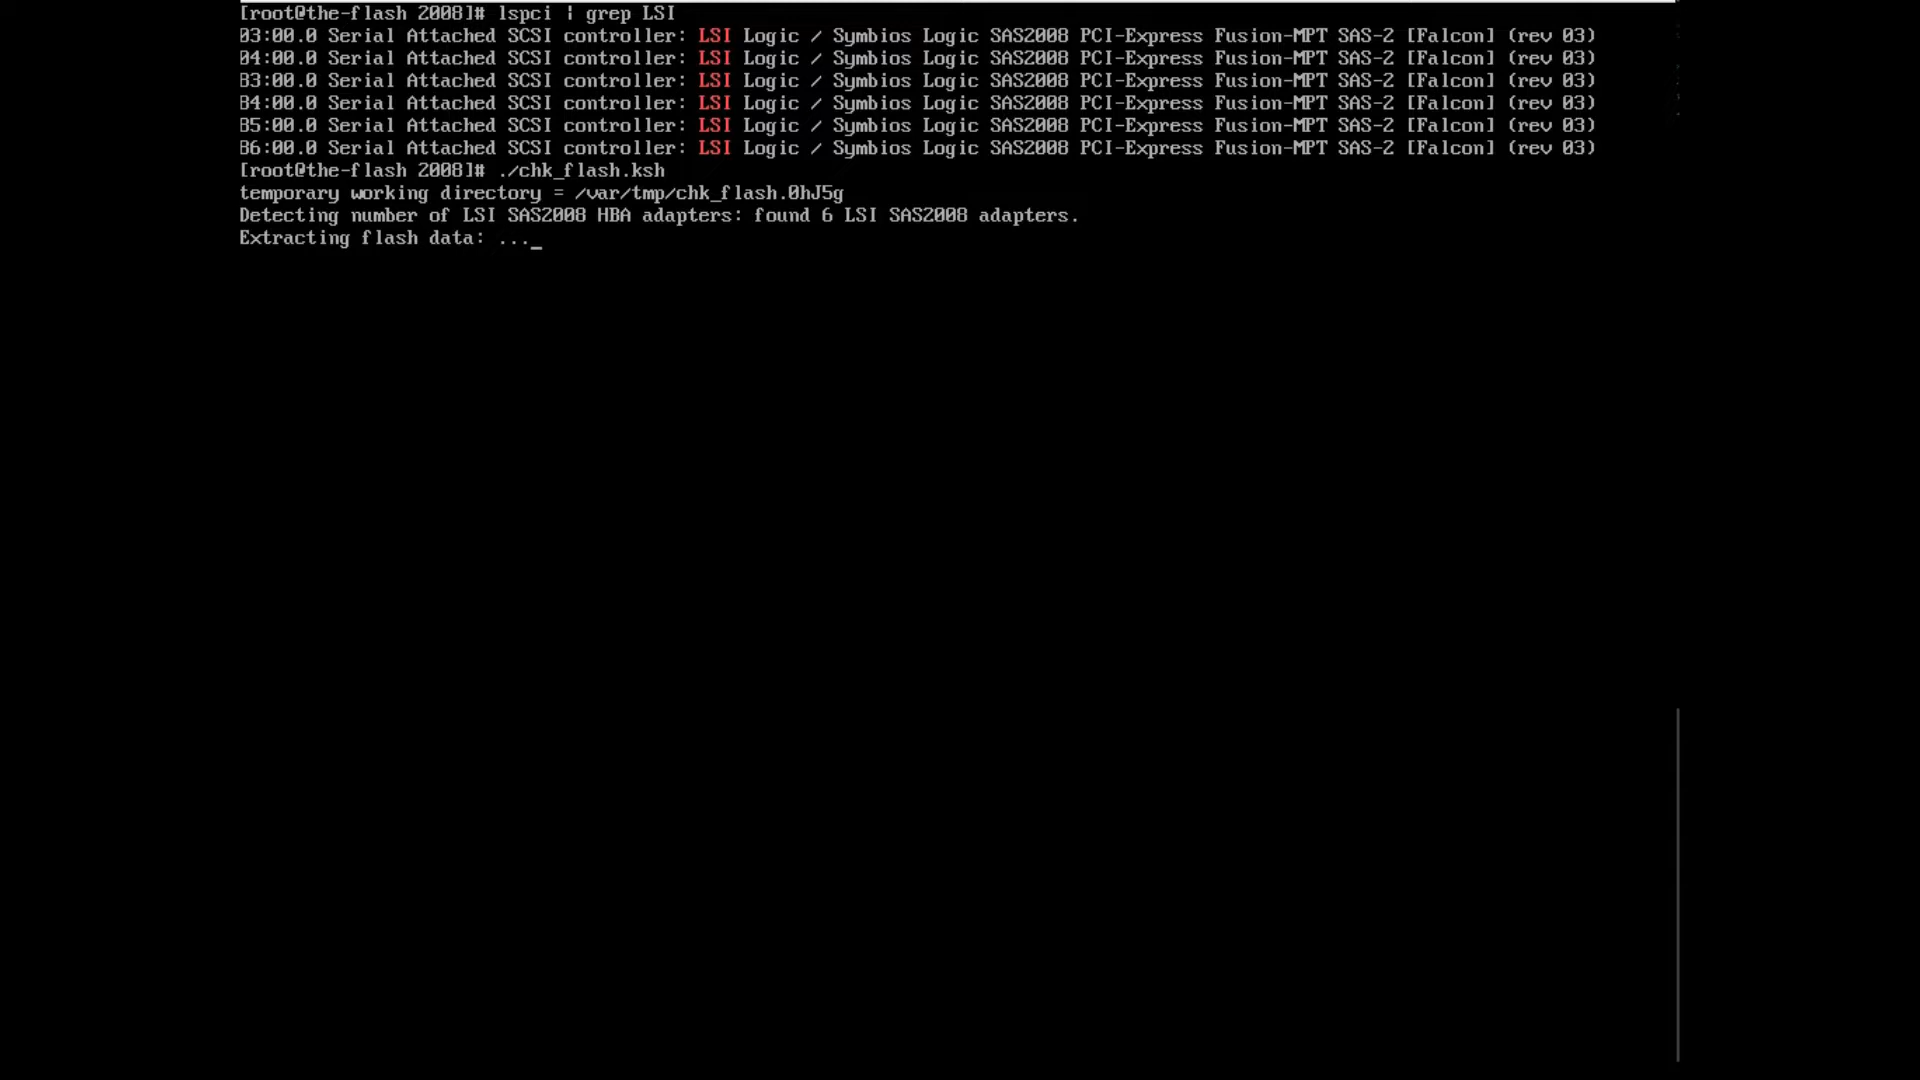 [root@the-flash 2008]# lspci | grep LSI
03:00.0 Serial Attached SCSI controller: LSI Logic / Symbios Logic SAS2008 PCI-Express Fusion-MPT SAS-2 [Falcon] (rev 03)
04:00.0 Serial Attached SCSI controller: LSI Logic / Symbios Logic SAS2008 PCI-Express Fusion-MPT SAS-2 [Falcon] (rev 03)
B3:00.0 Serial Attached SCSI controller: LSI Logic / Symbios Logic SAS2008 PCI-Express Fusion-MPT SAS-2 [Falcon] (rev 03)
B4:00.0 Serial Attached SCSI controller: LSI Logic / Symbios Logic SAS2008 PCI-Express Fusion-MPT SAS-2 [Falcon] (rev 03)
B5:00.0 Serial Attached SCSI controller: LSI Logic / Symbios Logic SAS2008 PCI-Express Fusion-MPT SAS-2 [Falcon] (rev 03)
B6:00.0 Serial Attached SCSI controller: LSI Logic / Symbios Logic SAS2008 PCI-Express Fusion-MPT SAS-2 [Falcon] (rev 03)
[root@the-flash 2008]# ./chk_flash.ksh
temporary working directory = /var/tmp/chk_flash.0hJ5g
Detecting number of LSI SAS2008 HBA adapters: found 6 LSI SAS2008 adapters.
Extracting flash data: ..._